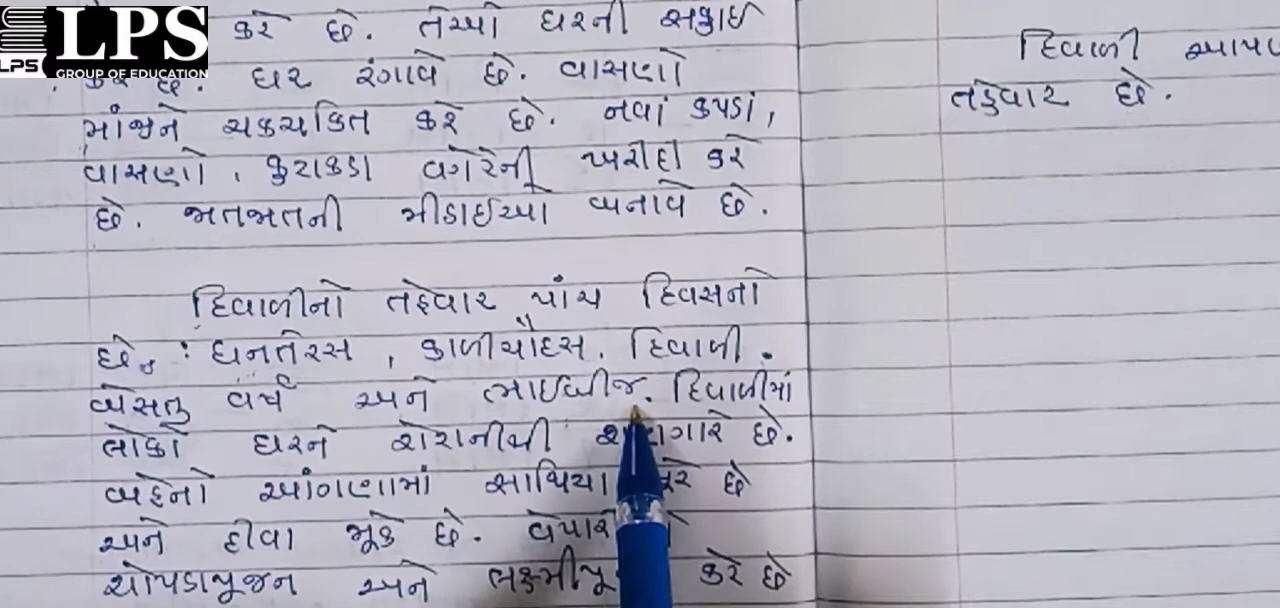 LPS
LPS
GROUP OF EDUCATION
કરે છે. તેઓ ઘરની સફાઈ
કરે છે. ઘર રંગાવે છે. વાસણો
માંજીને ચકચકિત કરે છે. નવાં કપડાં,
વાસણો, ફટાકડા વગેરેની ખરીદી કરે
છે. જાતજાતની મીઠાઈઓ બનાવે છે.
દિવાળીનો તહેવાર પાંચ દિવસનો
છે. : ધનતેરસ, કાળીચૌદસ. દિવાળી.
બેસતુ વર્ષ અને ભાઈબીજ. દિવાળીમાં
લોકો ઘરને રોશનીથી છે.
બહેનો આંગણામાં સાથિયા છે
અને દીવા મૂકે છે.
ચોપડાપૂજન અને કરે છે
દિવાળી
તહેવાર છે.